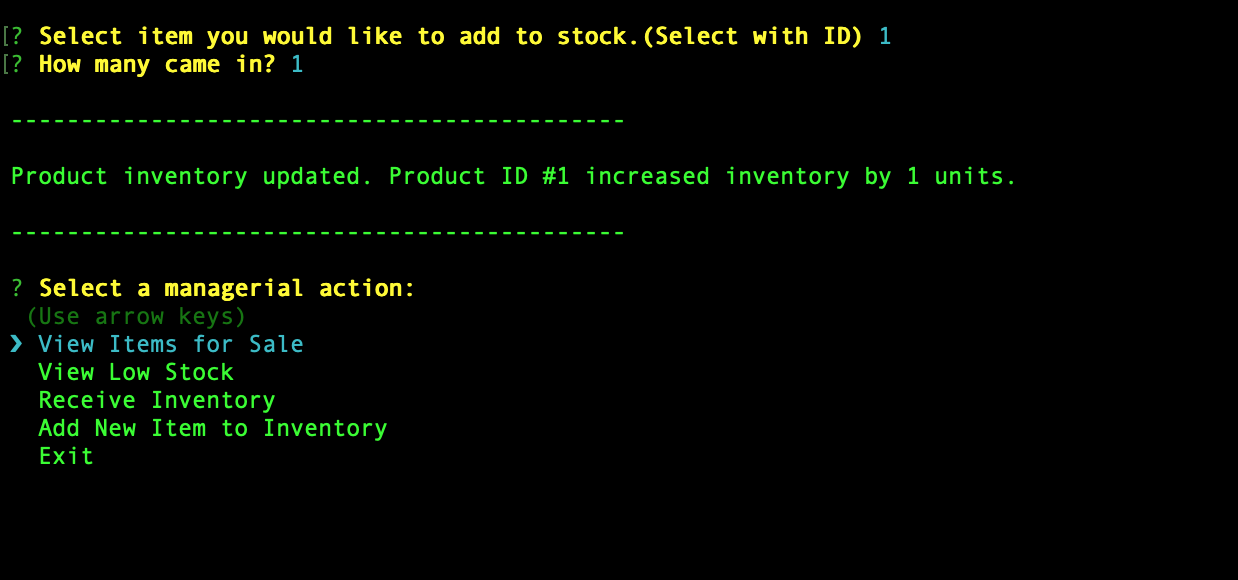 [? Select item you would like to add to stock.(Select with ID) 1
[? How many came in? 1
--------------------------------------------
Product inventory updated. Product ID #1 increased inventory by 1 units.
--------------------------------------------
? Select a managerial action:
(Use arrow keys)
❯ View Items for Sale
View Low Stock
Receive Inventory
Add New Item to Inventory
Exit